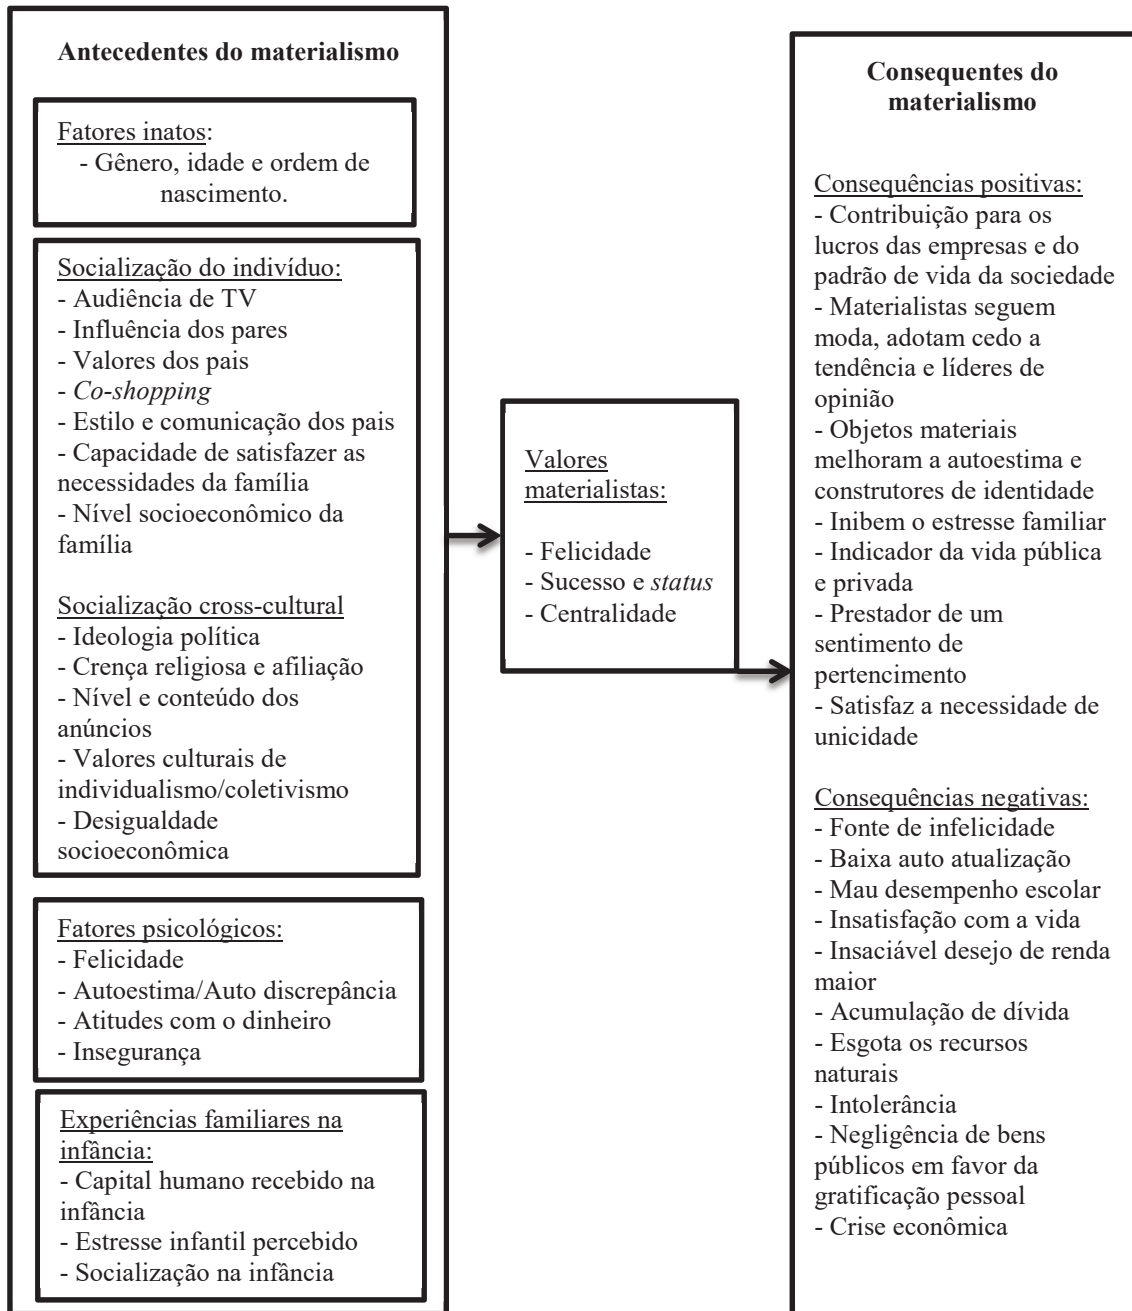 Antecedentes do materialismo
Fatores inatos:
- Gênero, idade e ordem de
nascimento.
Socialização do indivíduo:
- Audiência de TV
- Influência dos pares
- Valores dos pais
- Co-shopping
- Estilo e comunicação dos pais
- Capacidade de satisfazer as
necessidades da família
- Nível socioeconômico da
família
Socialização cross-cultural
- Ideologia política
- Crença religiosa e afiliação
- Nível e conteúdo dos
anúncios
- Valores culturais de
individualismo/coletivismo
- Desigualdade
socioeconômica
Fatores psicológicos:
- Felicidade
- Autoestima/Auto discrepância
- Atitudes com o dinheiro
- Insegurança
Experiências familiares na
infância:
- Capital humano recebido na
infância
- Estresse infantil percebido
- Socialização na infância
Valores
materialistas:
- Felicidade
- Sucesso e status
- Centralidade
Consequentes do
materialismo
Consequências positivas:
- Contribuição para os
lucros das empresas e do
padrão de vida da sociedade
- Materialistas seguem
moda, adotam cedo a
tendência e líderes de
opinião
- Objetos materiais
melhoram a autoestima e
construtores de identidade
- Inibem o estresse familiar
- Indicador da vida pública
e privada
- Prestador de um
sentimento de
pertencimento
- Satisfaz a necessidade de
unicidade
Consequências negativas:
- Fonte de infelicidade
- Baixa auto atualização
- Mau desempenho escolar
- Insatisfação com a vida
- Insaciável desejo de renda
maior
- Acumulação de dívida
- Esgota os recursos
naturais
- Intolerância
- Negligência de bens
públicos em favor da
gratificação pessoal
- Crise econômica